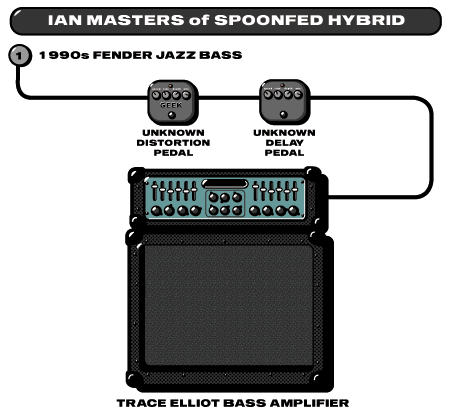 IAN MASTERS of SPOONFED HYBRID
1 1990s FENDER JAZZ BASS
GEEK
UNKNOWN
DISTORTION
PEDAL
UNKNOWN
DELAY
PEDAL
TRACE ELLIOT BASS AMPLIFIER